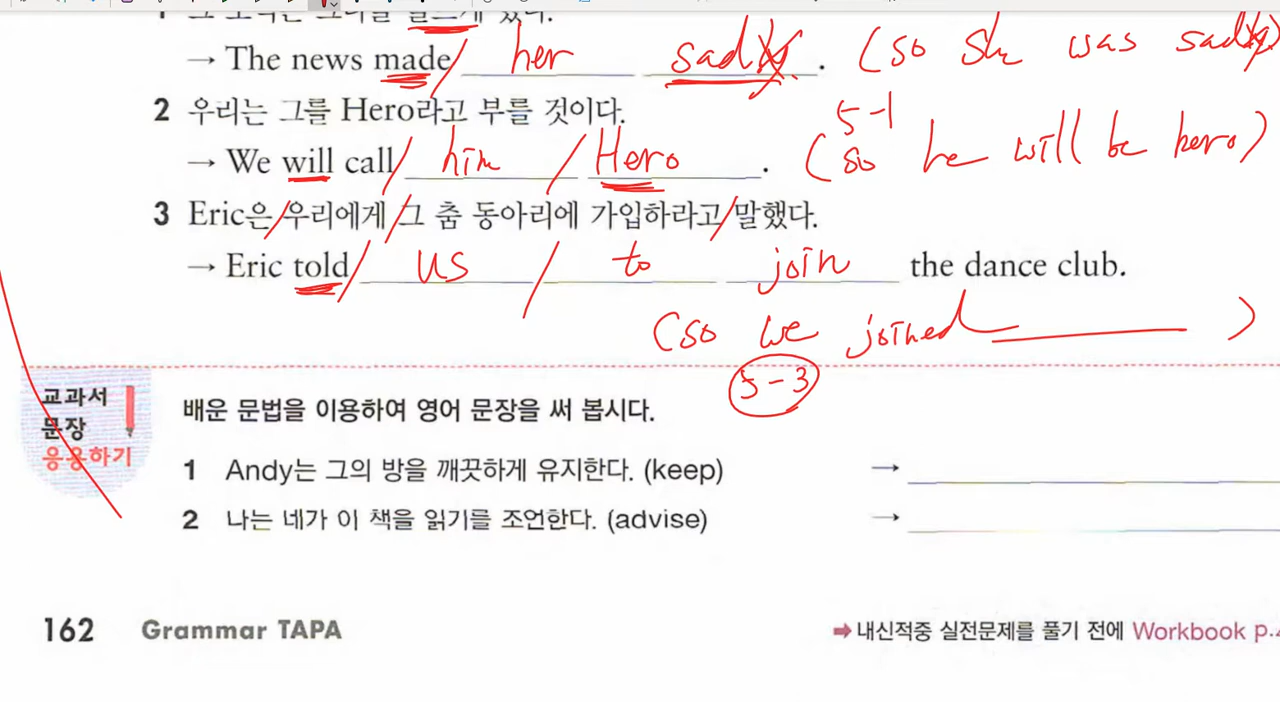 → The news made/ her sad. (so she was sad)
2 우리는 그를 Hero라고 부를 것이다.
5-1
→ We will call/ him / Hero . (so he will be hero)
3 Eric은/우리에게/그 춤 동아리에 가입하라고/말했다.
→ Eric told/ us / to join the dance club.
(so we joined )
5-3
교과서
문장
응용하기
배운 문법을 이용하여 영어 문장을 써 봅시다.
1 Andy는 그의 방을 깨끗하게 유지한다. (keep) →
2 나는 네가 이 책을 읽기를 조언한다. (advise) →
162 Grammar TAPA
➡ 내신적중 실전문제를 풀기 전에 Workbook p.